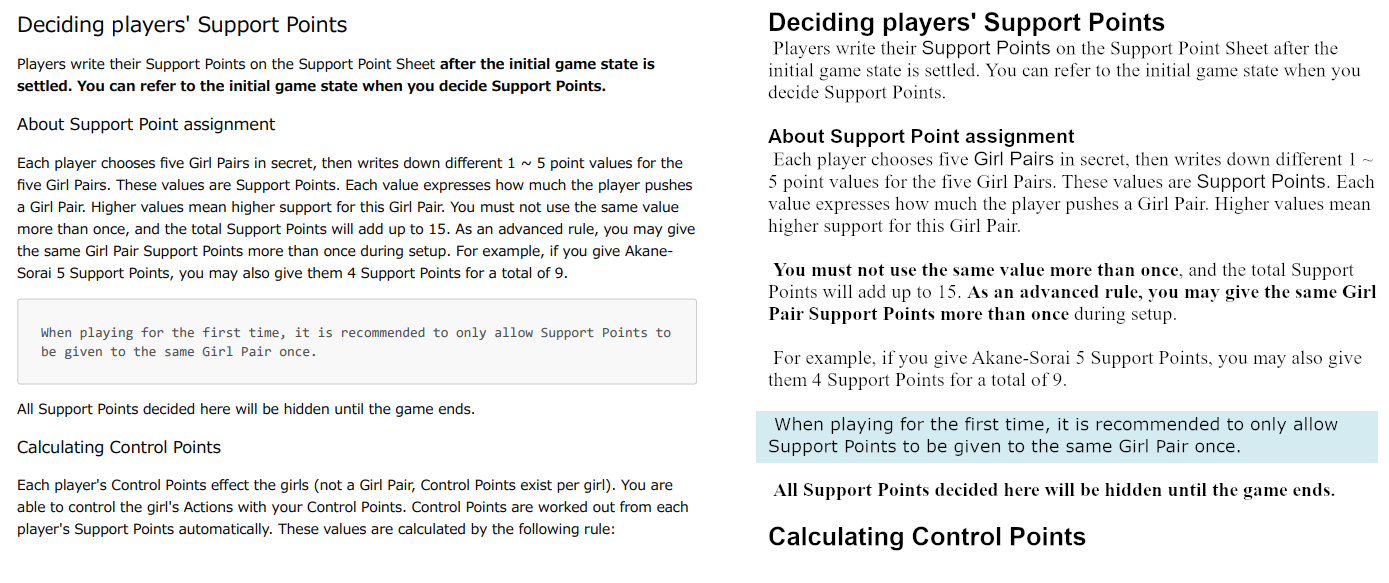 Deciding players' Support Points
Players write their Support Points on the Support Point Sheet after the initial game state is
settled. You can refer to the initial game state when you decide Support Points.
About Support Point assignment
Each player chooses five Girl Pairs in secret, then writes down different 1 ~ 5 point values for the
five Girl Pairs. These values are Support Points. Each value expresses how much the player pushes
a Girl Pair. Higher values mean higher support for this Girl Pair. You must not use the same value
more than once, and the total Support Points will add up to 15. As an advanced rule, you may give
the same Girl Pair Support Points more than once during setup. For example, if you give Akane-
Sorai 5 Support Points, you may also give them 4 Support Points for a total of 9.
When playing for the first time, it is recommended to only allow Support Points to
be given to the same Girl Pair once.
All Support Points decided here will be hidden until the game ends.
Calculating Control Points
Each player's Control Points effect the girls (not a Girl Pair, Control Points exist per girl). You are
able to control the girl's Actions with your Control Points. Control Points are worked out from each
player's Support Points automatically. These values are calculated by the following rule:
Deciding players' Support Points
Players write their Support Points on the Support Point Sheet after the
initial game state is settled. You can refer to the initial game state when you
decide Support Points.
About Support Point assignment
Each player chooses five Girl Pairs in secret, then writes down different 1 ~
5 point values for the five Girl Pairs. These values are Support Points. Each
value expresses how much the player pushes a Girl Pair. Higher values mean
higher support for this Girl Pair.
You must not use the same value more than once, and the total Support
Points will add up to 15. As an advanced rule, you may give the same Girl
Pair Support Points more than once during setup.
For example, if you give Akane-Sorai 5 Support Points, you may also give
them 4 Support Points for a total of 9.
When playing for the first time, it is recommended to only allow
Support Points to be given to the same Girl Pair once.
All Support Points decided here will be hidden until the game ends.
Calculating Control Points